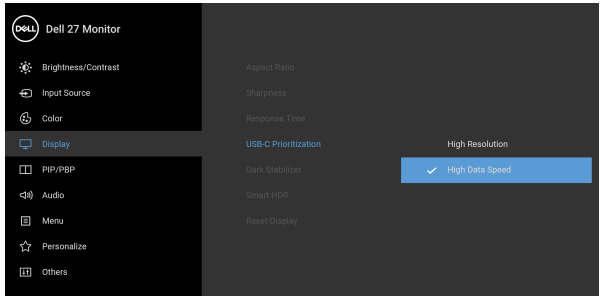 DELL Dell 27 Monitor
Brightness/Contrast
Input Source
Color
Display
PIP/PBP
Audio
Menu
Personalize
Others
Aspect Ratio
Sharpness
Response Time
USB-C Prioritization
Dark Stabilizer
Smart HDR
Reset Display
High Resolution
High Data Speed